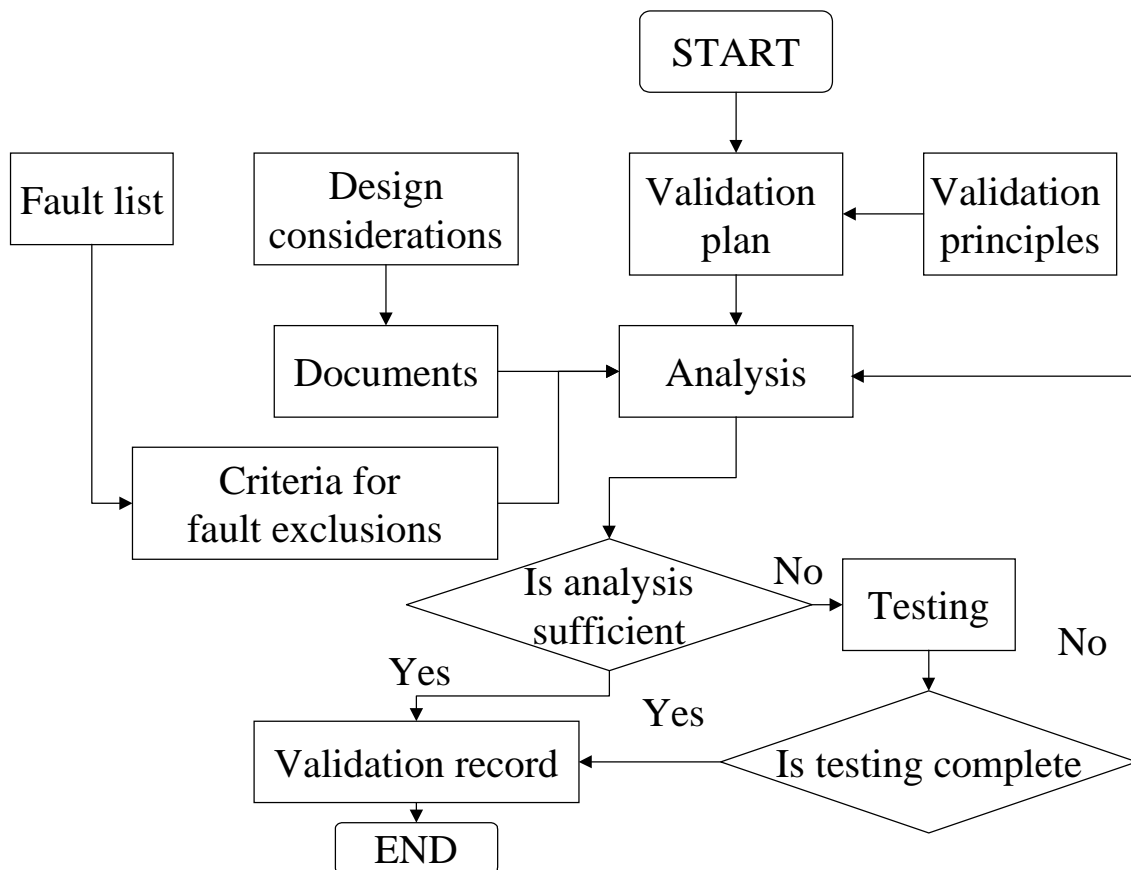 START
Fault list
Design
considerations
Validation
plan
Validation
principles
Documents
Analysis
Criteria for
fault exclusions
Is analysis
sufficient
No
Testing
No
Yes
Yes
Validation record
Is testing complete
END